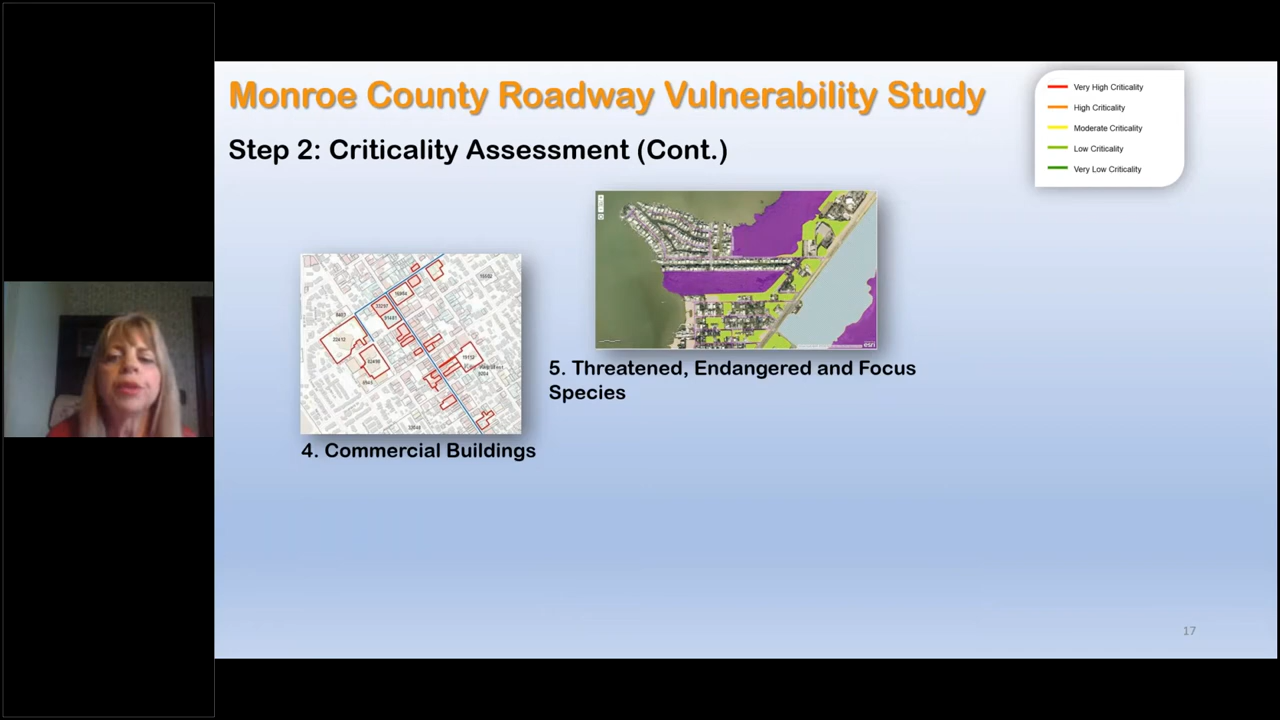 Monroe County Roadway Vulnerability Study
Step 2: Criticality Assessment (Cont.)
Very High Criticality
High Criticality
Moderate Criticality
Low Criticality
Very Low Criticality
esri
5. Threatened, Endangered and Focus
Species
4. Commercial Buildings
17